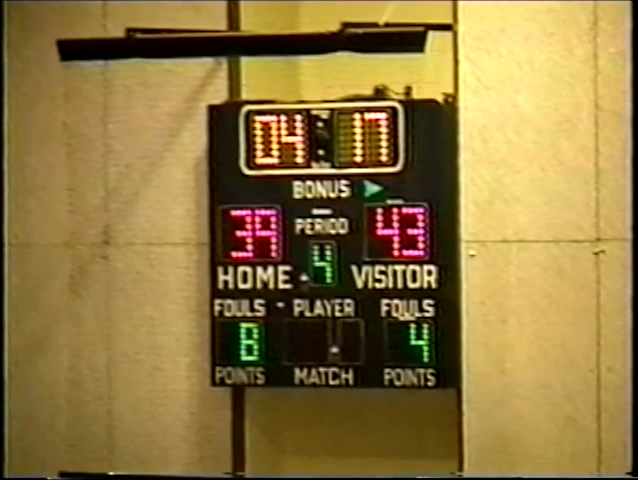 04:17
BONUS
39 PERIOD 43
HOME 4 VISITOR
FOULS PLAYER FOULS
8 4
POINTS MATCH POINTS